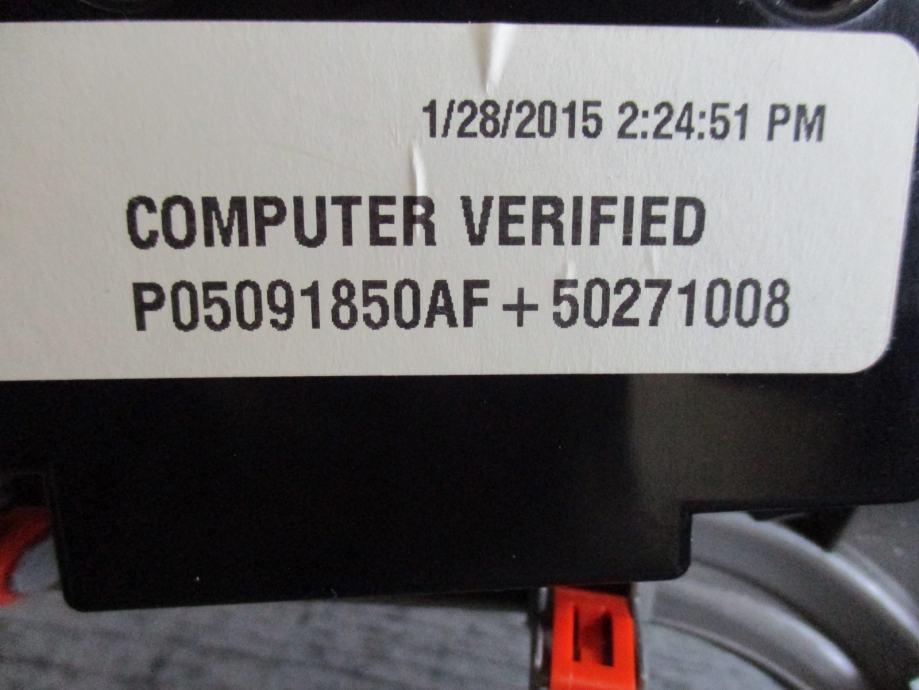 1/28/2015 2:24:51 PM
COMPUTER VERIFIED
P05091850AF+50271008